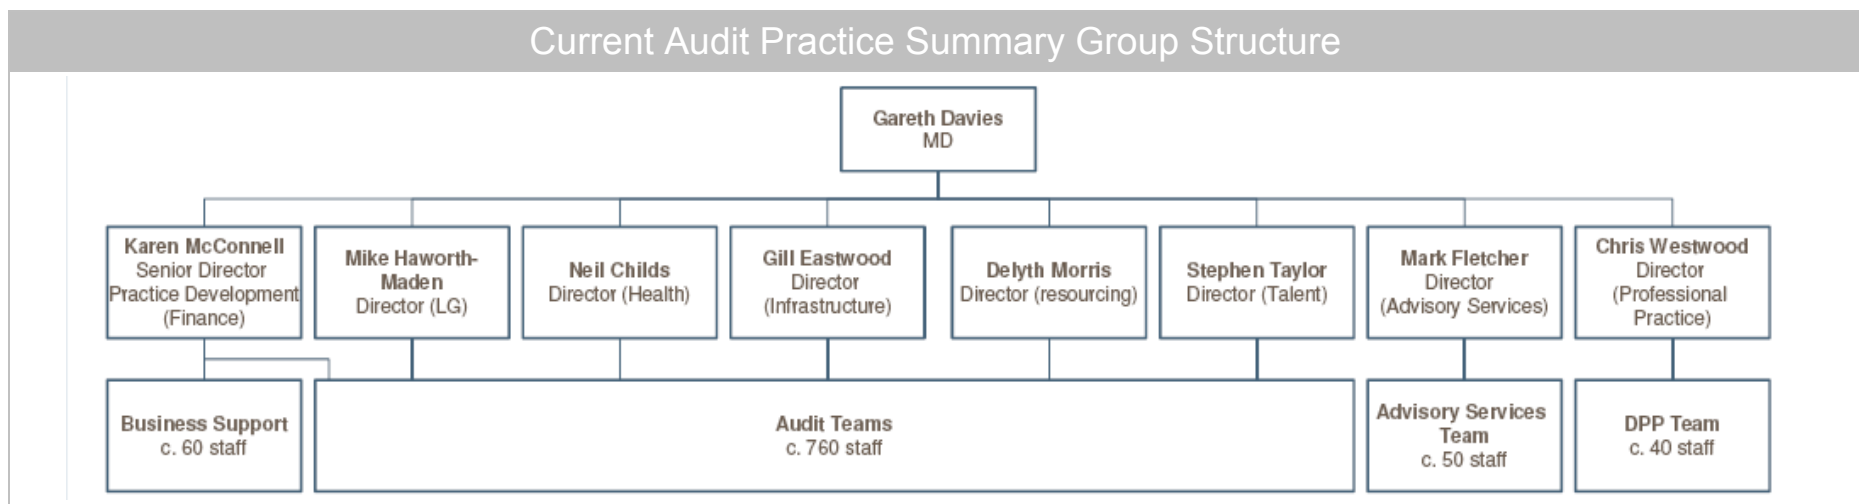 Current Audit Practice Summary Group Structure
Gareth Davies
MD
Karen McConnell
Senior Director
Practice Development
(Finance)
Mike Haworth-
Maden
Director (LG)
Neil Childs
Director (Health)
Gill Eastwood
Director
(Infrastructure)
Delyth Morris
Director (resourcing)
Stephen Taylor
Director (Talent)
Mark Fletcher
Director
(Advisory Services)
Chris Westwood
Director
(Professional
Practice)
Business Support
c. 60 staff
Audit Teams
c. 760 staff
Advisory Services
Team
c. 50 staff
DPP Team
c. 40 staff